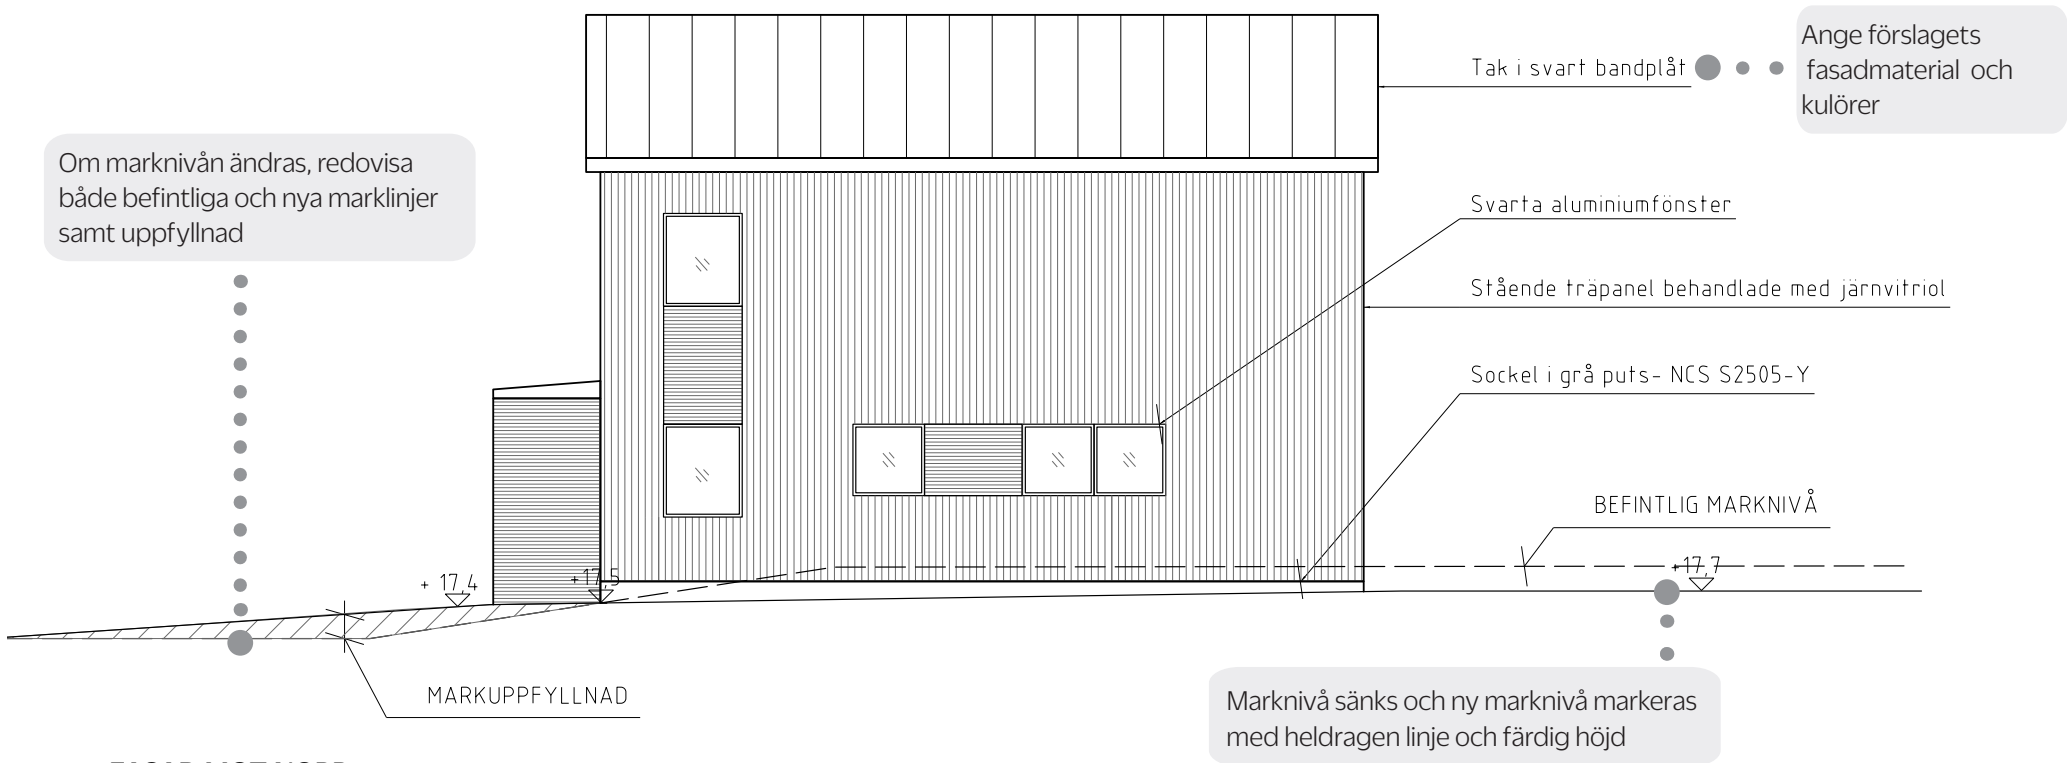 Ange förslagets
fasadmaterial och
kulörer
Tak i svart bandplåt
Om marknivån ändras, redovisa
både befintliga och nya marklinjer
samt uppfyllnad
Svarta aluminiumfönster
Stående träpanel behandlade med järnvitriol
Sockel i grå puts- NCS S2505-Y
BEFINTLIG MARKNIVÅ
+ 17,4
+17,5
+17,7
MARKUPPFYLLNAD
Marknivå sänks och ny marknivå markeras
med heldragen linje och färdig höjd